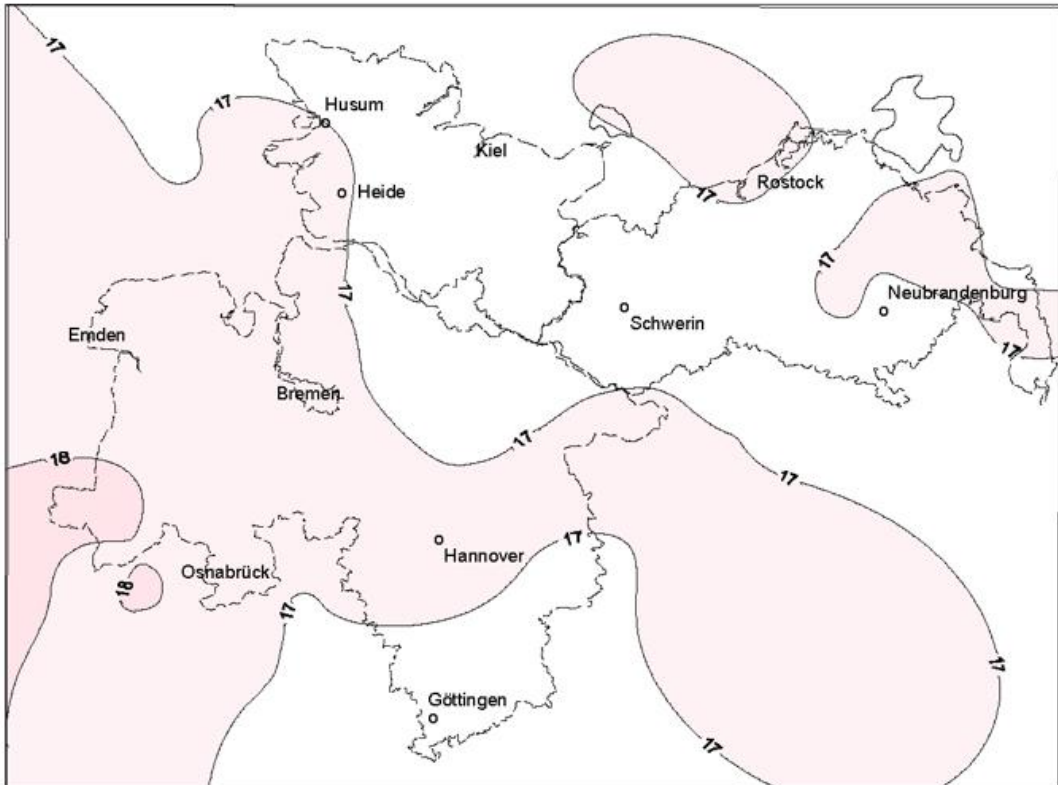 17
17
Husum
Kiel
Heide
Rostock
17
17
17
Neubrandenburg
Schwerin
Emden
17
Bremen
17
18
17
Hannover
17
Osnabrück
18
17
17
Göttingen
17